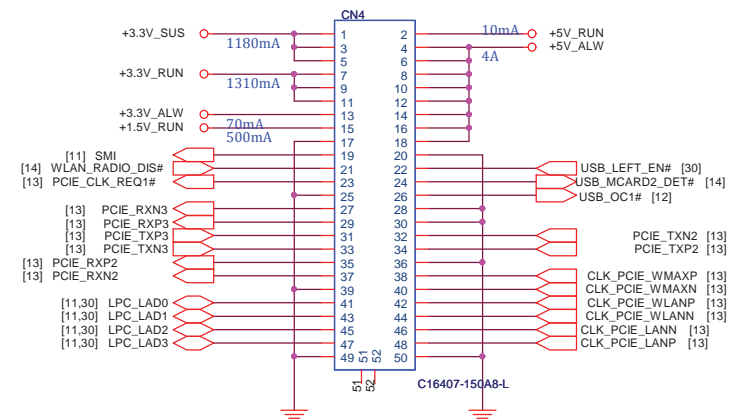 CN4
+3.3V_SUS 1 2 10mA +5V_RUN
1180mA 3 4 +5V_ALW
5 6 4A
+3.3V_RUN 7 8
1310mA 9 10
11 12
+3.3V_ALW 13 14
+1.5V_RUN 70mA 15 16
500mA 17 18
[11] SMI 19 20
[14] WLAN_RADIO_DIS# 21 22 USB_LEFT_EN# [30]
[13] PCIE_CLK_REQ1# 23 24 USB_MCARD2_DET# [14]
25 26 USB_OC1# [12]
[13] PCIE_RXN3 27 28
[13] PCIE_RXP3 29 30
[13] PCIE_TXP3 31 32 PCIE_TXN2 [13]
[13] PCIE_TXN3 33 34 PCIE_TXP2 [13]
[13] PCIE_RXP2 35 36
[13] PCIE_RXN2 37 38 CLK_PCIE_WMAXP [13]
39 40 CLK_PCIE_WMAXN [13]
[11,30] LPC_LAD0 41 42 CLK_PCIE_WLANP [13]
[11,30] LPC_LAD1 43 44 CLK_PCIE_WLANN [13]
[11,30] LPC_LAD2 45 46 CLK_PCIE_LANN [13]
[11,30] LPC_LAD3 47 48 CLK_PCIE_LANP [13]
49 51 52 50
51 52 C16407-150A8-L